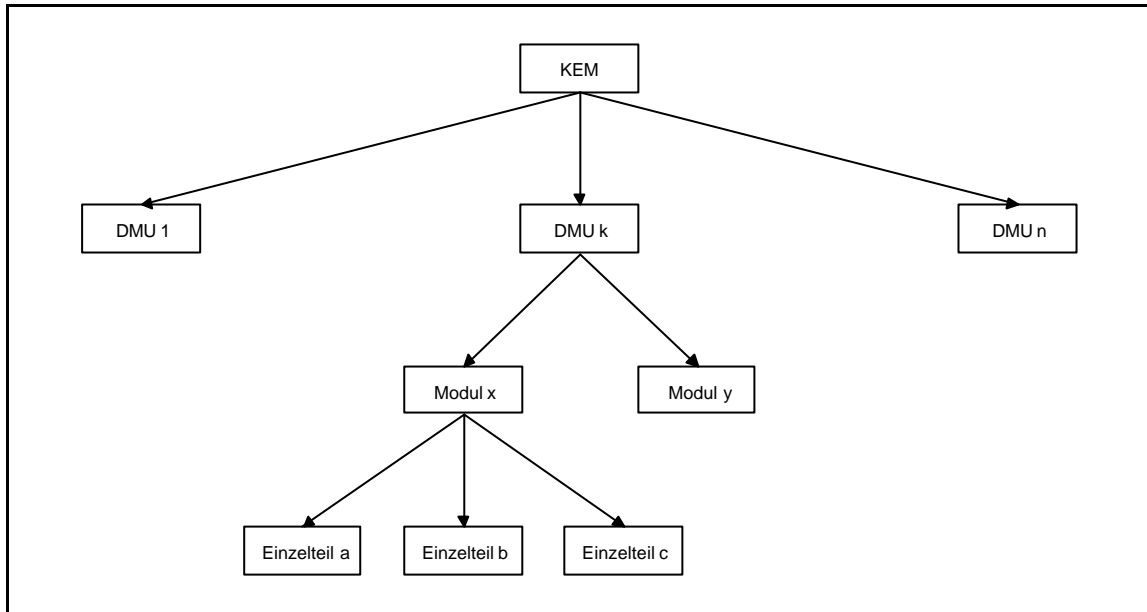 KEM
DMU 1
DMU k
DMU n
Modul x
Modul y
Einzelteil a
Einzelteil b
Einzelteil c